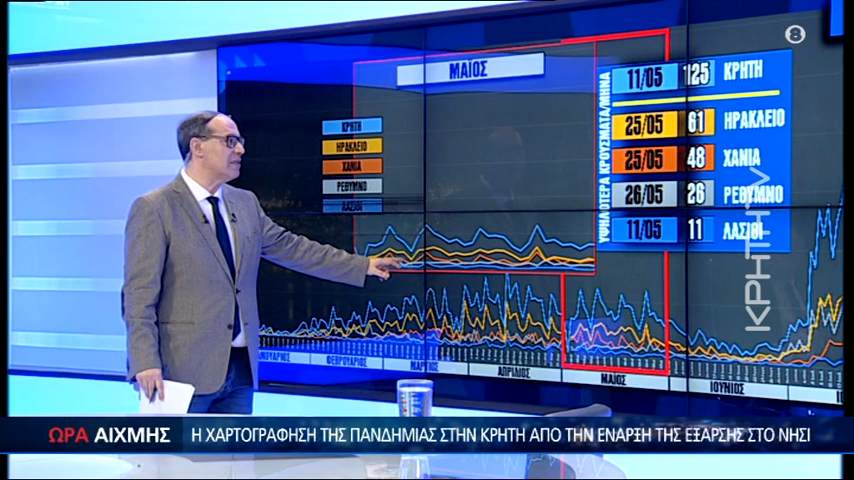 8
ΜΑΪΟΣ
ΥΨΗΛΟΤΕΡΑ ΚΡΟΥΣΜΑΤΑ/ΜΗΝΑ
11/05 125 ΚΡΗΤΗ
25/05 61 ΗΡΑΚΛΕΙΟ
25/05 48 ΧΑΝΙΑ
26/05 26 ΡΕΘΥΜΝΟ
11/05 11 ΛΑΣΙΘΙ
ΚΡΗΤΗ
ΗΡΑΚΛΕΙΟ
ΧΑΝΙΑ
ΡΕΘΥΜΝΟ
ΛΑΣΙΘΙ
ΚΡΗΤΗ TV
ΦΕΒΡΟΥΑΡΙΟΣ
ΜΑΡΤΙΟΣ
ΑΠΡΙΛΙΟΣ
ΜΑΪΟΣ
ΙΟΥΝΙΟΣ
ΩΡΑ ΑΙΧΜΗΣ Η ΧΑΡΤΟΓΡΑΦΗΣΗ ΤΗΣ ΠΑΝΔΗΜΙΑΣ ΣΤΗΝ ΚΡΗΤΗ ΑΠΟ ΤΗΝ ΕΝΑΡΞΗ ΤΗΣ ΕΞΑΡΣΗΣ ΣΤΟ ΝΗΣΙ